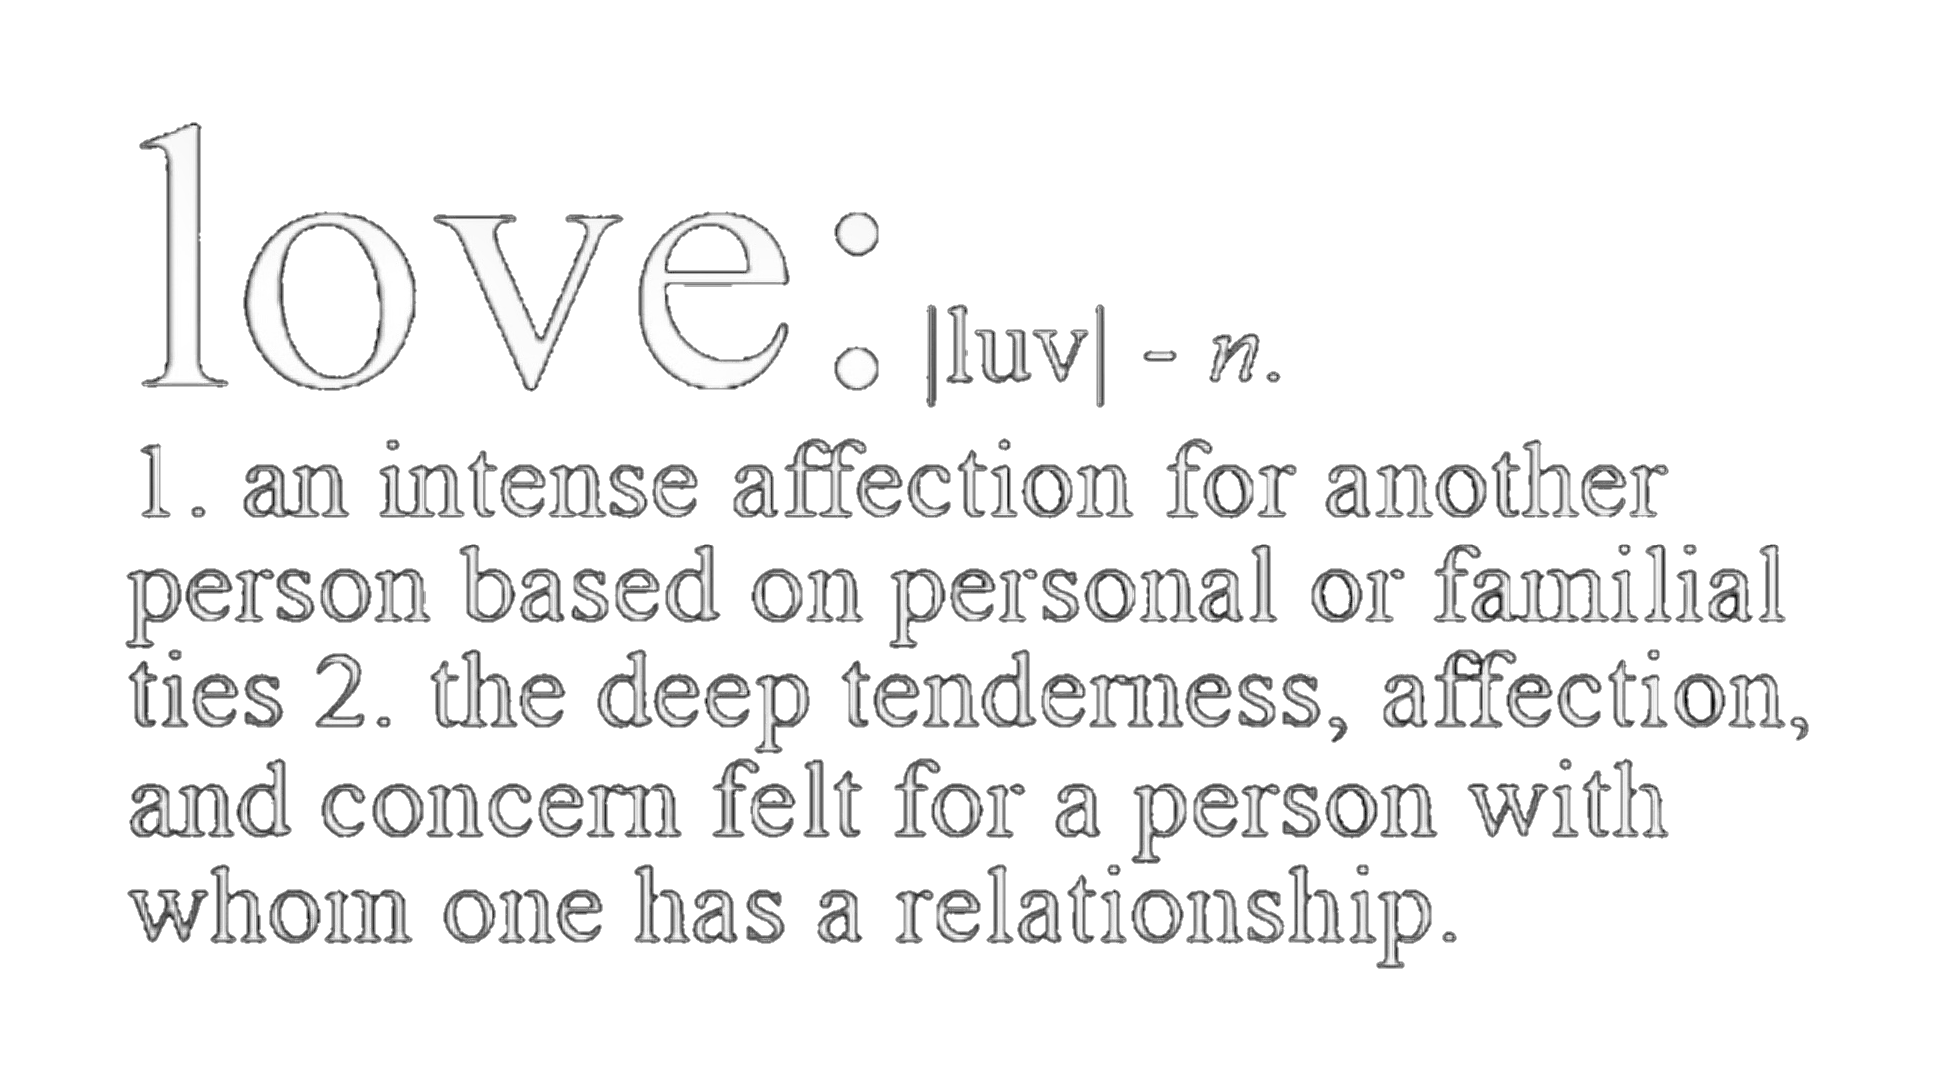 love: |luv| - n.
1. an intense affection for another
person based on personal or familial
ties 2. the deep tenderness, affection,
and concern felt for a person with
whom one has a relationship.